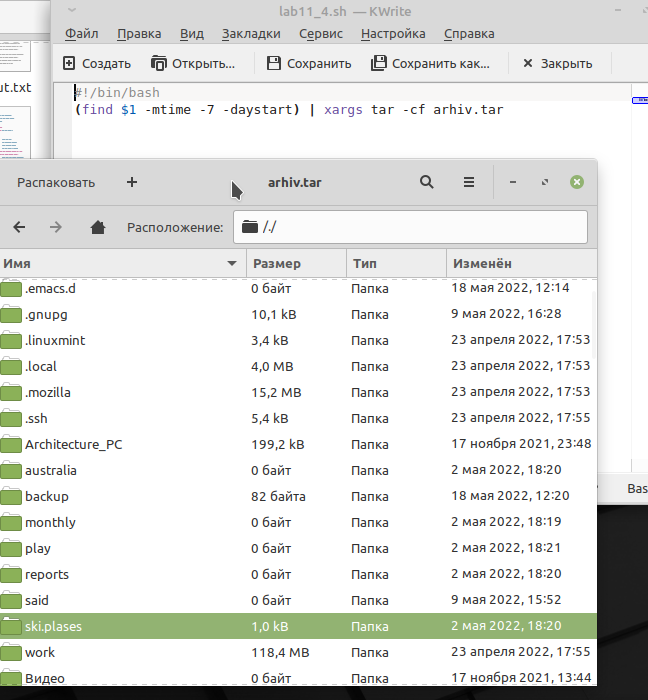 lab11_4.sh — KWrite
Файл Правка Вид Закладки Сервис Настройка Справка
Создать Открыть... Сохранить Сохранить как... Закрыть
ut.txt
#!/bin/bash
(find $1 -mtime -7 -daystart) | xargs tar -cf arhiv.tar
Распаковать + arhiv.tar
Расположение: /./
Имя Размер Тип Изменён
.emacs.d 0 байт Папка 18 мая 2022, 12:14
.gnupg 10,1 kB Папка 9 мая 2022, 16:28
.linuxmint 3,4 kB Папка 23 апреля 2022, 17:53
.local 4,0 MB Папка 23 апреля 2022, 17:53
.mozilla 15,2 MB Папка 23 апреля 2022, 17:53
.ssh 5,4 kB Папка 23 апреля 2022, 17:55
Architecture_PC 199,2 kB Папка 17 ноября 2021, 23:48
australia 0 байт Папка 2 мая 2022, 18:20
backup 82 байта Папка 18 мая 2022, 12:20
monthly 0 байт Папка 2 мая 2022, 18:19
play 0 байт Папка 2 мая 2022, 18:21
reports 0 байт Папка 2 мая 2022, 18:20
said 0 байт Папка 9 мая 2022, 15:52
ski.plases 1,0 kB Папка 2 мая 2022, 18:20
work 118,4 MB Папка 23 апреля 2022, 17:55
Видео 0 байт Папка 17 ноября 2021, 13:44
Bas